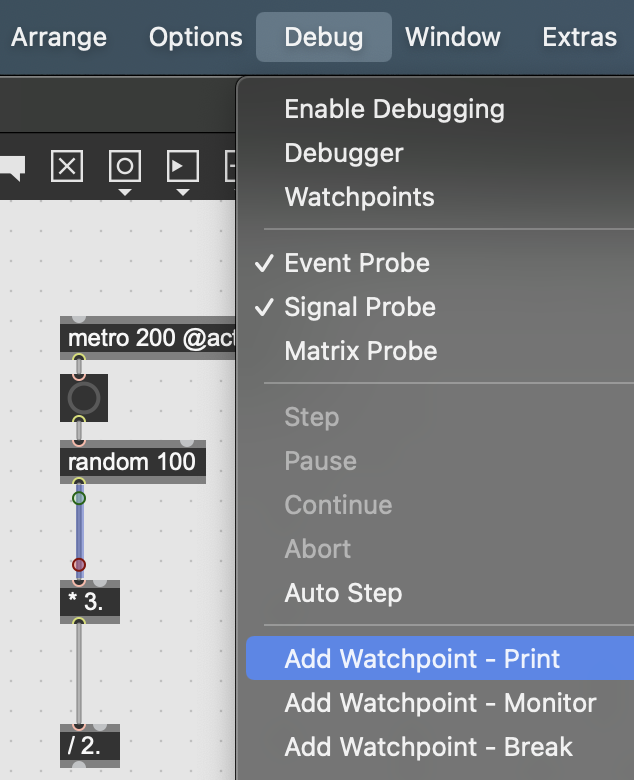 Arrange Options Debug Window Extras
Enable Debugging
Debugger
Watchpoints
✓ Event Probe
✓ Signal Probe
Matrix Probe
Step
Pause
Continue
Abort
Auto Step
Add Watchpoint - Print
Add Watchpoint - Monitor
Add Watchpoint - Break
metro 200 @act
random 100
* 3.
/ 2.